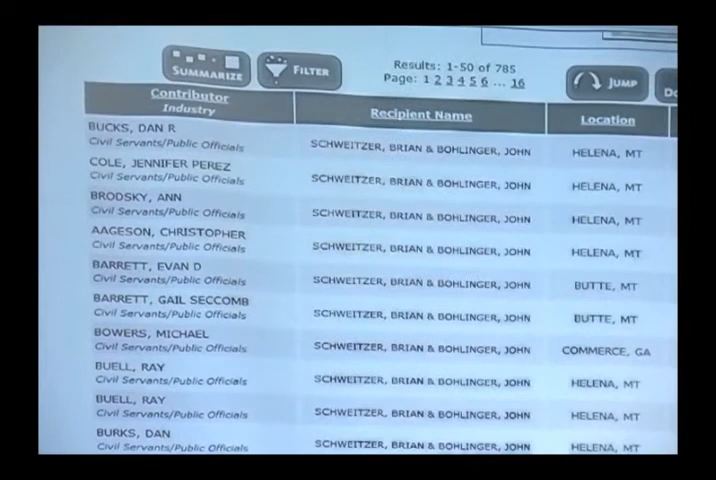 SUMMARIZE
FILTER
Results: 1-50 of 785
Page: 1 2 3 4 5 6 ... 16
JUMP
Contributor
Industry
Recipient Name
Location
BUCKS, DAN R
Civil Servants/Public Officials
SCHWEITZER, BRIAN & BOHLINGER, JOHN
HELENA, MT
COLE, JENNIFER PEREZ
Civil Servants/Public Officials
SCHWEITZER, BRIAN & BOHLINGER, JOHN
HELENA, MT
BRODSKY, ANN
Civil Servants/Public Officials
SCHWEITZER, BRIAN & BOHLINGER, JOHN
HELENA, MT
AAGESON, CHRISTOPHER
Civil Servants/Public Officials
SCHWEITZER, BRIAN & BOHLINGER, JOHN
HELENA, MT
BARRETT, EVAN D
Civil Servants/Public Officials
SCHWEITZER, BRIAN & BOHLINGER, JOHN
BUTTE, MT
BARRETT, GAIL SECCOMB
Civil Servants/Public Officials
SCHWEITZER, BRIAN & BOHLINGER, JOHN
BUTTE, MT
BOWERS, MICHAEL
Civil Servants/Public Officials
SCHWEITZER, BRIAN & BOHLINGER, JOHN
COMMERCE, GA
BUELL, RAY
Civil Servants/Public Officials
SCHWEITZER, BRIAN & BOHLINGER, JOHN
HELENA, MT
BUELL, RAY
Civil Servants/Public Officials
SCHWEITZER, BRIAN & BOHLINGER, JOHN
HELENA, MT
BURKS, DAN
Civil Servants/Public Officials
SCHWEITZER, BRIAN & BOHLINGER, JOHN
HELENA, MT